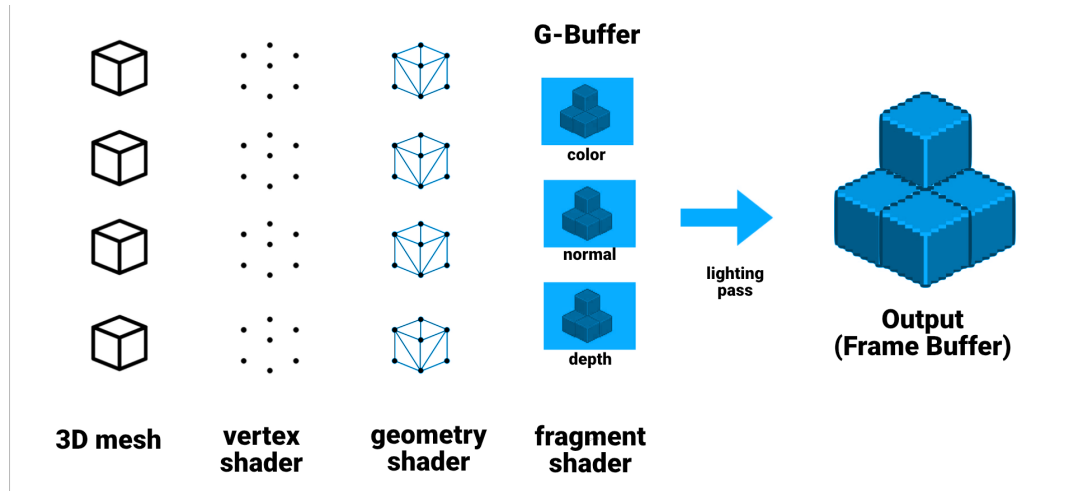 G-Buffer
color
normal
depth
lighting
pass
Output
(Frame Buffer)
3D mesh
vertex
shader
geometry
shader
fragment
shader